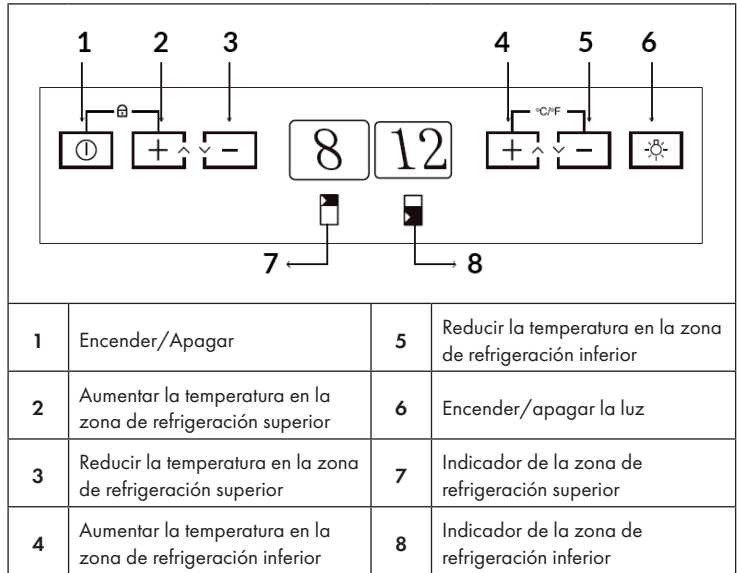 1 2 3 4 5 6
°C/°F
+ − 8 12 + −
7 8
1 Encender/Apagar
5 Reducir la temperatura en la zona
de refrigeración inferior
2 Aumentar la temperatura en la
zona de refrigeración superior
6 Encender/apagar la luz
3 Reducir la temperatura en la zona
de refrigeración superior
7 Indicador de la zona de
refrigeración superior
4 Aumentar la temperatura en la
zona de refrigeración inferior
8 Indicador de la zona de
refrigeración inferior